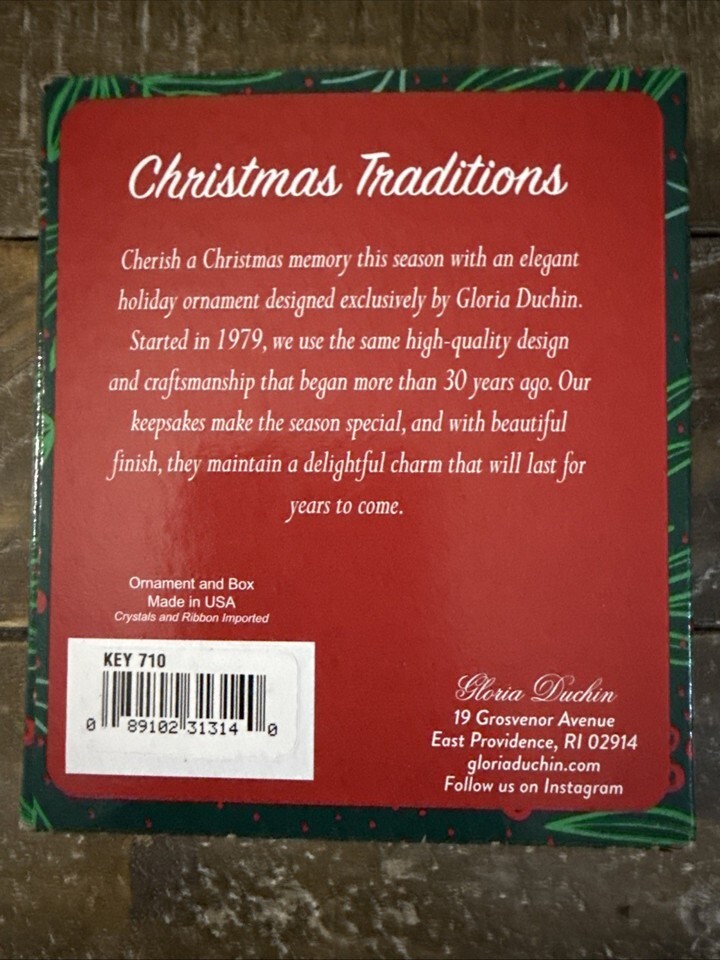 Christmas Traditions
Cherish a Christmas memory this season with an elegant
holiday ornament designed exclusively by Gloria Duchin.
Started in 1979, we use the same high-quality design
and craftsmanship that began more than 30 years ago. Our
keepsakes make the season special, and with beautiful
finish, they maintain a delightful charm that will last for
years to come.
Ornament and Box
Made in USA
Crystals and Ribbon Imported
KEY 710
0 89102 31314 0
Gloria Duchin
19 Grosvenor Avenue
East Providence, RI 02914
gloriaduchin.com
Follow us on Instagram